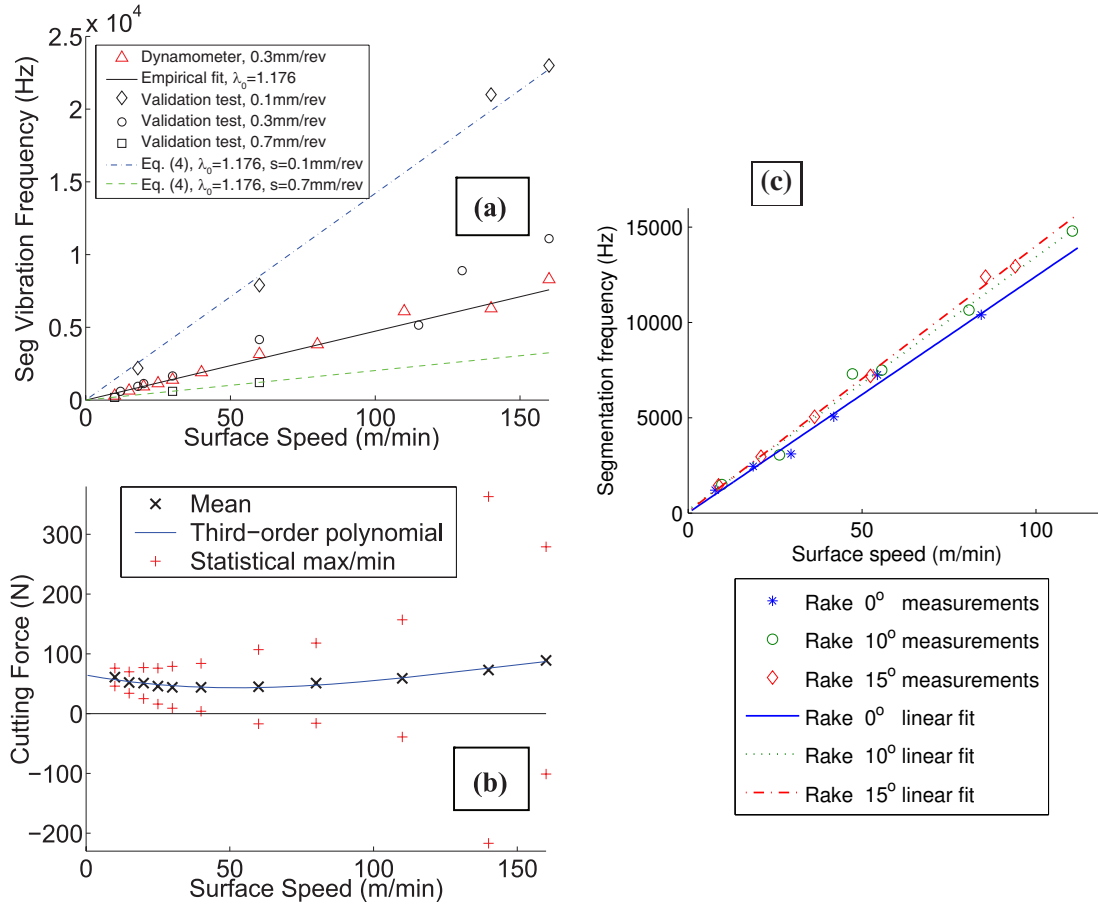 × 10⁴
2.5
2
1.5
1
0.5
0
0 50 100 150
Seg Vibration Frequency (Hz)
Surface Speed (m/min)
Dynamometer, 0.3mm/rev
Empirical fit, λ₀=1.176
Validation test, 0.1mm/rev
Validation test, 0.3mm/rev
Validation test, 0.7mm/rev
Eq. (4), λ₀=1.176, s=0.1mm/rev
Eq. (4), λ₀=1.176, s=0.7mm/rev
(a)
Mean
Third−order polynomial
Statistical max/min
300
200
100
0
−100
−200
0 50 100 150
Cutting Force (N)
Surface Speed (m/min)
(b)
(c)
15000
10000
5000
0
0 50 100
Segmentation frequency (Hz)
Surface speed (m/min)
Rake 0° measurements
Rake 10° measurements
Rake 15° measurements
Rake 0° linear fit
Rake 10° linear fit
Rake 15° linear fit